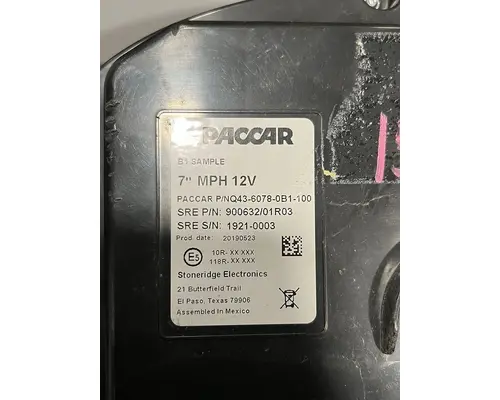 PACCAR
B1 SAMPLE
7" MPH 12V
PACCAR P/NQ43-6078-0B1-100
SRE P/N: 900632/01R03
SRE S/N: 1921-0003
Prod. date: 20190523
E5
10R- XX XXX
118R- XX XXX
Stoneridge Electronics
21 Butterfield Trail
El Paso, Texas 79906
Assembled in Mexico